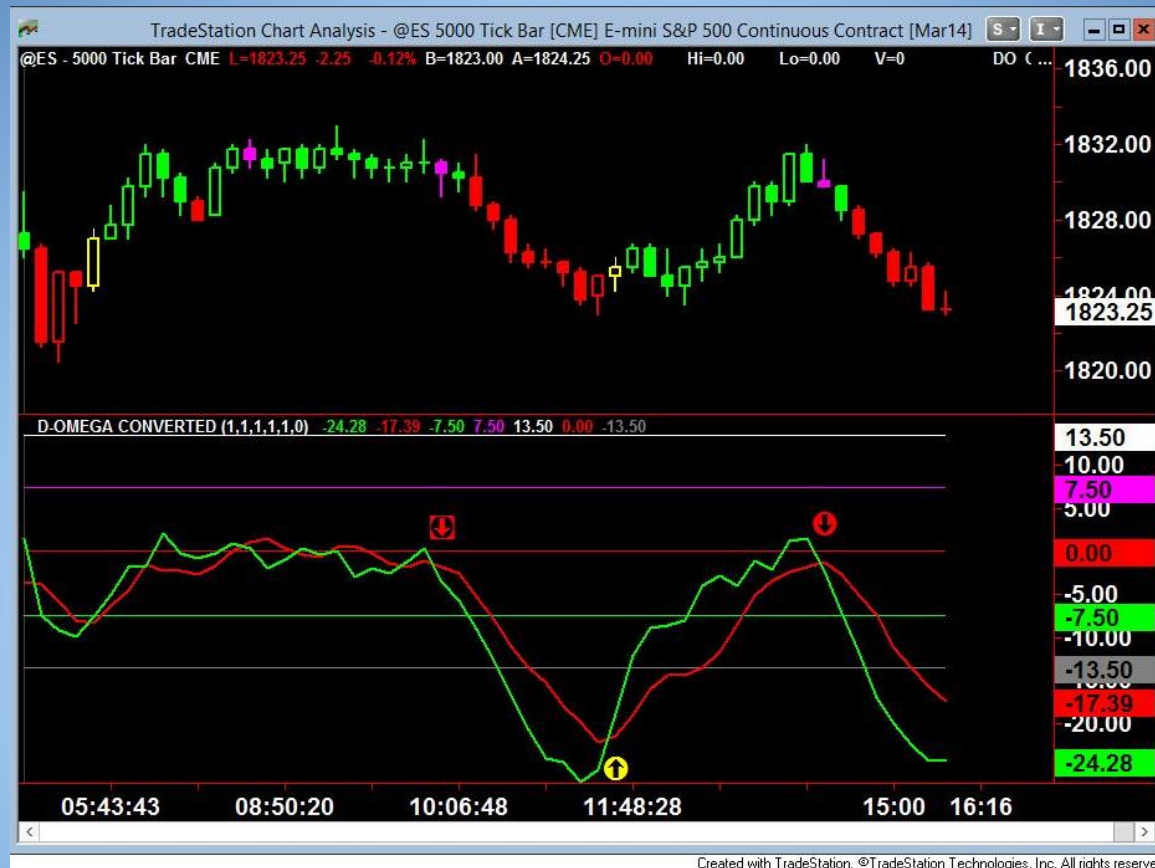 TradeStation Chart Analysis - @ES 5000 Tick Bar [CME] E-mini S&P 500 Continuous Contract [Mar14]
S
I
@ES - 5000 Tick Bar CME L=1823.25 -2.25 -0.12% B=1823.00 A=1824.25 O=0.00 Hi=0.00 Lo=0.00 V=0 DO ( ...
1836.00
1832.00
1828.00
1824.00
1823.25
1820.00
D-OMEGA CONVERTED (1,1,1,1,1,0) -24.28 -17.39 -7.50 7.50 13.50 0.00 -13.50
13.50
10.00
7.50
5.00
0.00
-5.00
-7.50
-10.00
-13.50
-17.39
-20.00
-24.28
05:43:43 08:50:20 10:06:48 11:48:28 15:00 16:16
Created with TradeStation. ©TradeStation Technologies, Inc. All rights reserve